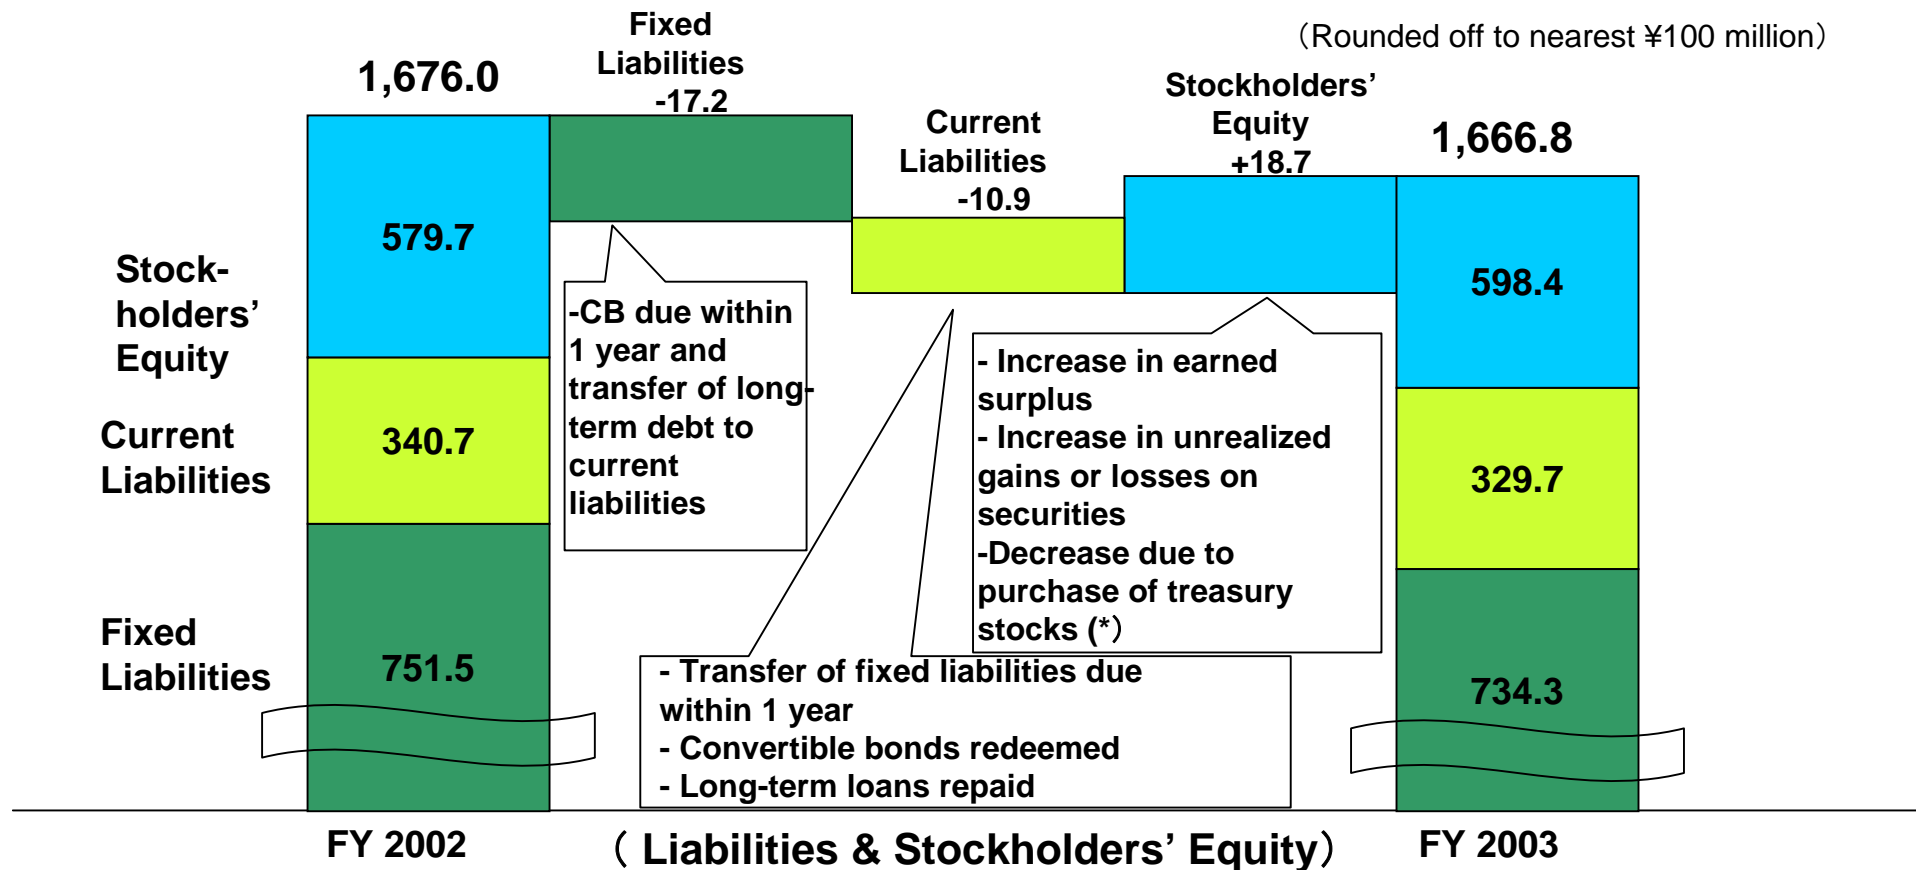 （Rounded off to nearest ¥100 million）
1,676.0
Fixed
Liabilities
-17.2
Current
Liabilities
-10.9
Stockholders’
Equity
+18.7
1,666.8
Stock-
holders’
Equity
Current
Liabilities
Fixed
Liabilities
579.7
340.7
751.5
-CB due within
1 year and
transfer of long-
term debt to
current
liabilities
- Transfer of fixed liabilities due
within 1 year
- Convertible bonds redeemed
- Long-term loans repaid
- Increase in earned
surplus
- Increase in unrealized
gains or losses on
securities
-Decrease due to
purchase of treasury
stocks (*）
598.4
329.7
734.3
FY 2002
（ Liabilities & Stockholders’ Equity）
FY 2003